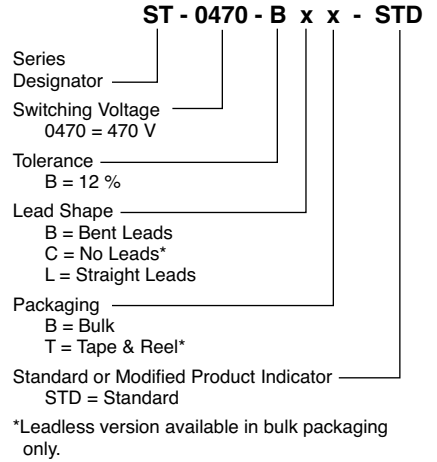 ST - 0470 - B x x - STD
Series
Designator
Switching Voltage
0470 = 470 V
Tolerance
B = 12 %
Lead Shape
B = Bent Leads
C = No Leads*
L = Straight Leads
Packaging
B = Bulk
T = Tape & Reel*
Standard or Modified Product Indicator
STD = Standard
*Leadless version available in bulk packaging
only.